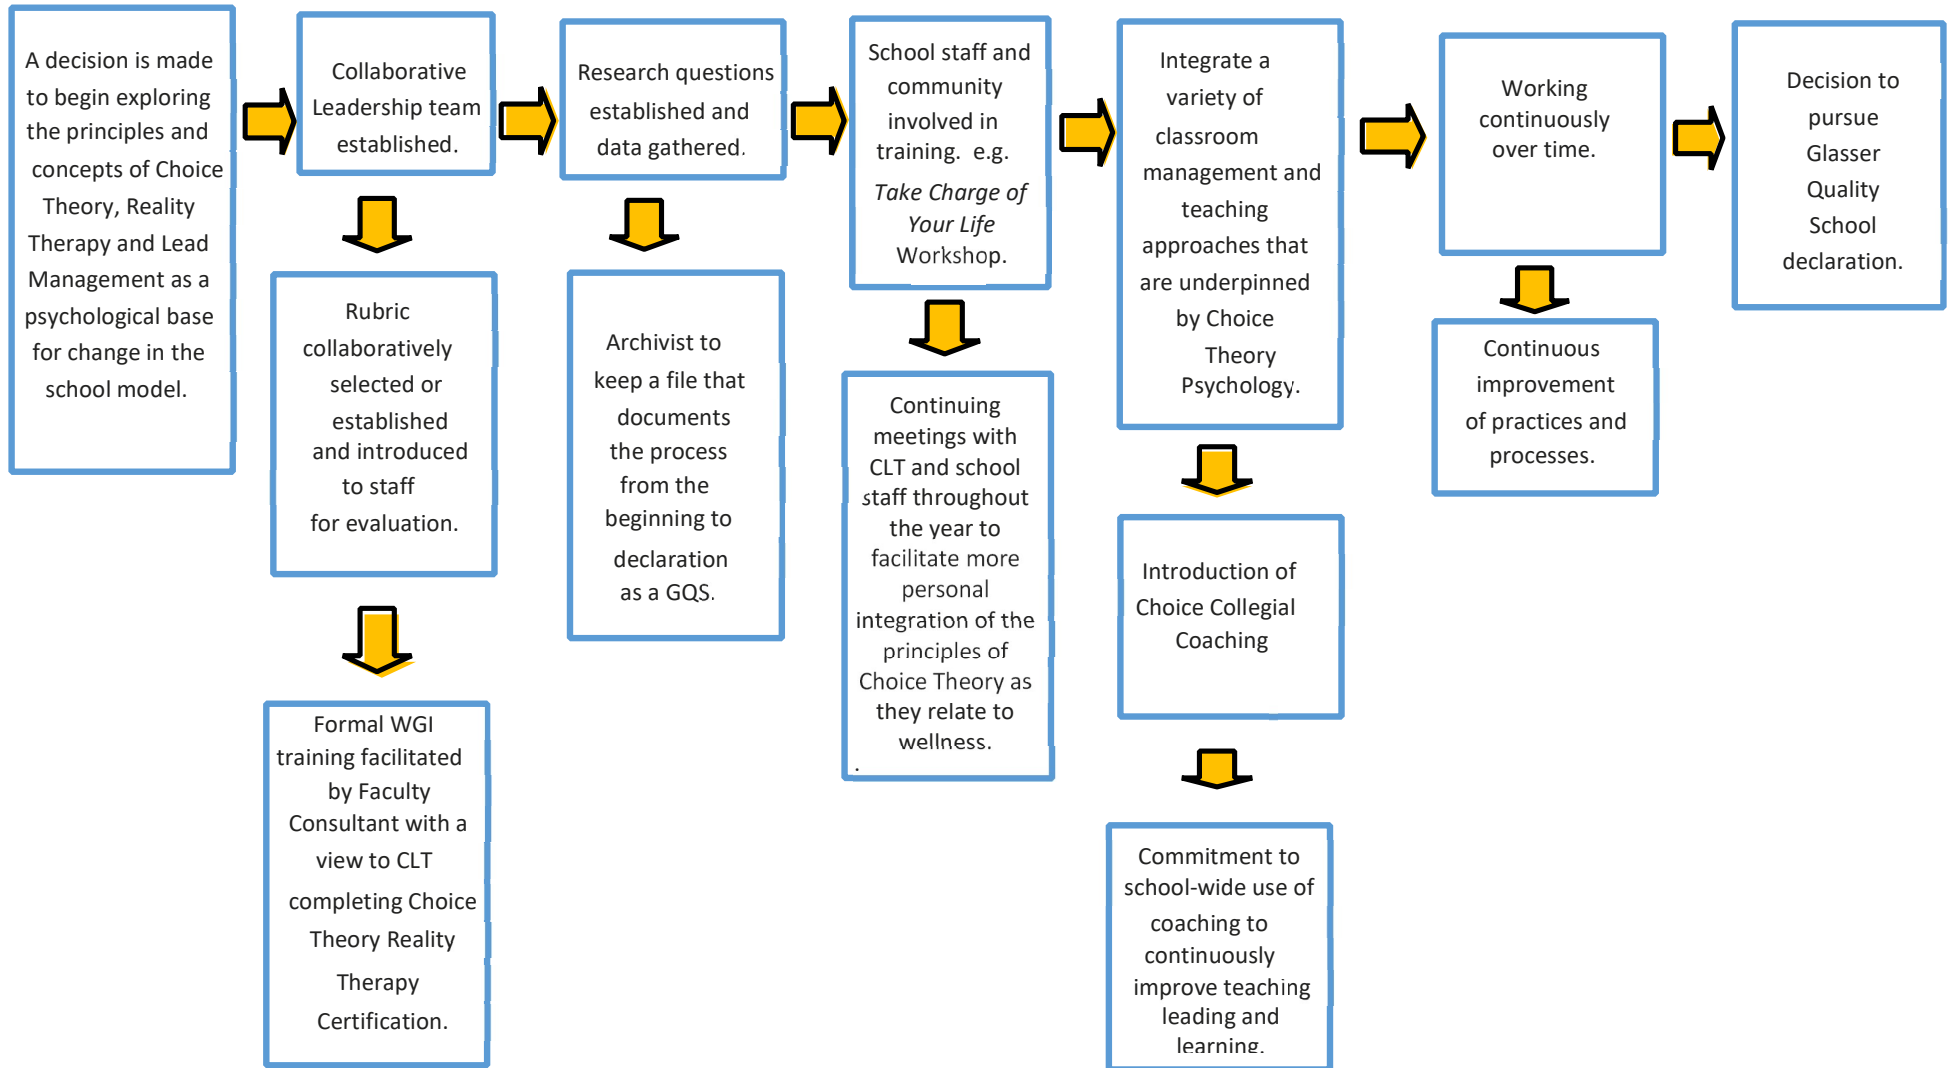 A decision is made
to begin exploring
the principles and
concepts of Choice
Theory, Reality
Therapy and Lead
Management as a
psychological base
for change in the
school model.
Collaborative
Leadership team
established.
Rubric
collaboratively
selected or
established
and introduced
to staff
for evaluation.
Formal WGI
training facilitated
by Faculty
Consultant with a
view to CLT
completing Choice
Theory Reality
Therapy
Certification.
Research questions
established and
data gathered.
Archivist to
keep a file that
documents
the process
from the
beginning to
declaration
as a GQS.
School staff and
community
involved in
training. e.g.
Take Charge of
Your Life
Workshop.
Continuing
meetings with
CLT and school
staff throughout
the year to
facilitate more
personal
integration of the
principles of
Choice Theory as
they relate to
wellness.
.
Integrate a
variety of
classroom
management and
teaching
approaches that
are underpinned
by Choice
Theory
Psychology.
Introduction of
Choice Collegial
Coaching
Commitment to
school-wide use of
coaching to
continuously
improve teaching
leading and
learning.
Working
continuously
over time.
Continuous
improvement
of practices and
processes.
Decision to
pursue
Glasser
Quality
School
declaration.